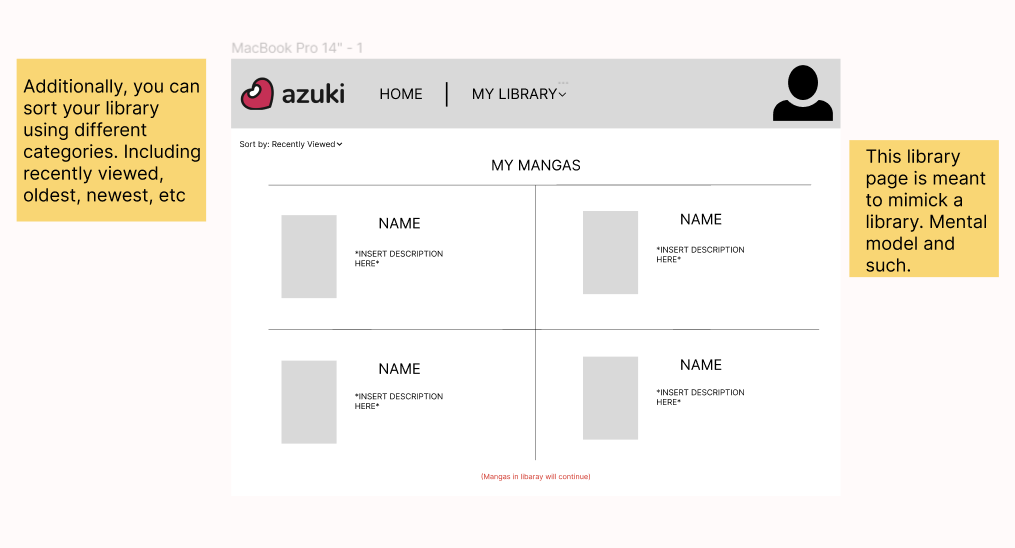 MacBook Pro 14" - 1
Additionally, you can
sort your library
using different
categories. Including
recently viewed,
oldest, newest, etc
azuki HOME | MY LIBRARY
Sort by: Recently Viewed
MY MANGAS
This library
page is meant
to mimick a
library. Mental
model and
such.
NAME
*INSERT DESCRIPTION
HERE*
NAME
*INSERT DESCRIPTION
HERE*
NAME
*INSERT DESCRIPTION
HERE*
NAME
*INSERT DESCRIPTION
HERE*
(Mangas in libaray will continue)